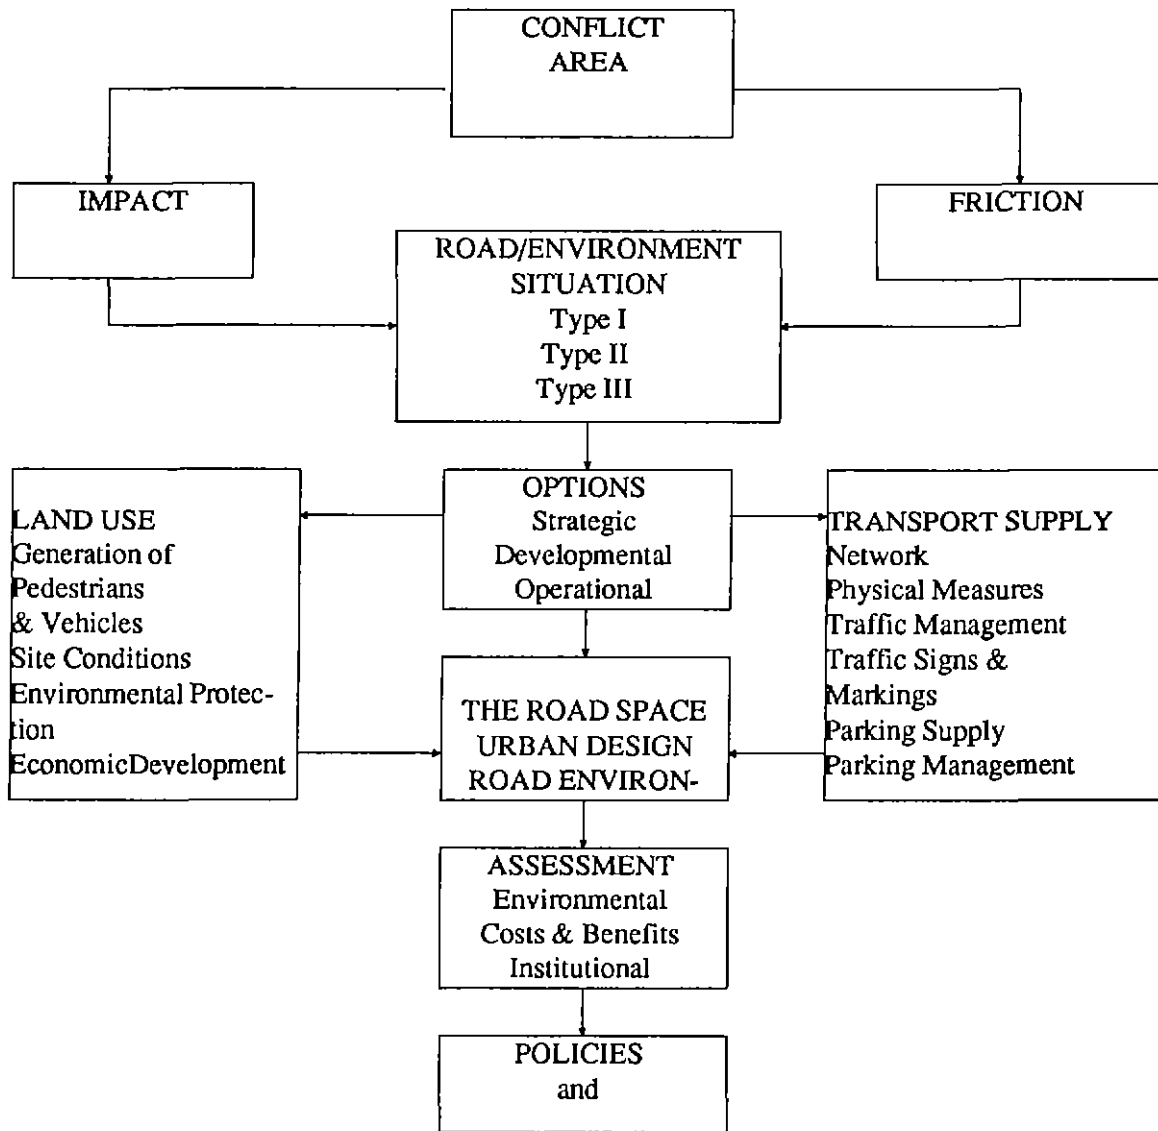 CONFLICT
AREA
IMPACT
FRICTION
ROAD/ENVIRONMENT
SITUATION
Type I
Type II
Type III
OPTIONS
Strategic
Developmental
Operational
LAND USE
Generation of
Pedestrians
& Vehicles
Site Conditions
Environmental Protec-
tion
EconomicDevelopment
TRANSPORT SUPPLY
Network
Physical Measures
Traffic Management
Traffic Signs &
Markings
Parking Supply
Parking Management
THE ROAD SPACE
URBAN DESIGN
ROAD ENVIRON-
ASSESSMENT
Environmental
Costs & Benefits
Institutional
POLICIES
and